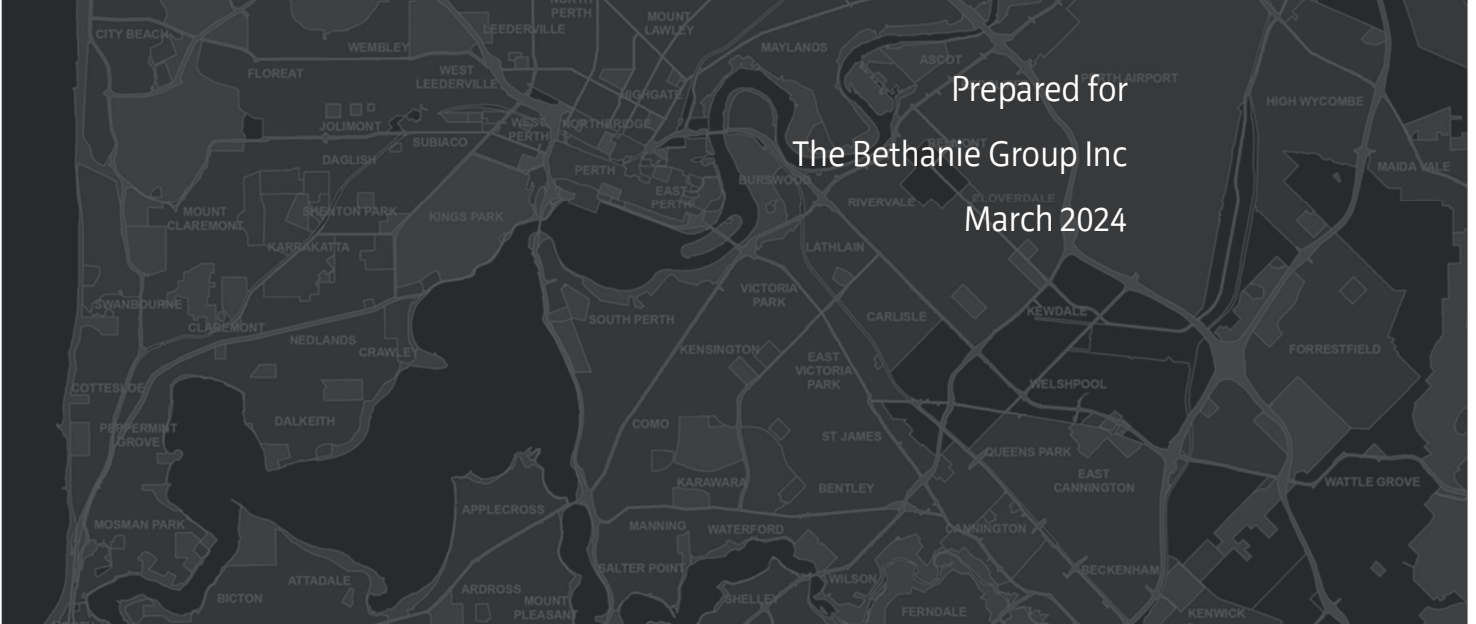 NORTH
PERTH
MOUNT
LAWLEY
CITY BEACH
LEEDERVILLE
WEMBLEY
MAYLANDS
ASCOT
FLOREAT
WEST
LEEDERVILLE
PERTH AIRPORT
Prepared for
HIGHGATE
HIGH WYCOMBE
JOLIMONT
WEST
PERTH
NORTHBRIDGE
SUBIACO
BELMONT
DAGLISH
The Bethanie Group Inc
PERTH
MAIDA VALE
BURSWOOD
EAST
PERTH
RIVERVALE
CLOVERDALE
MOUNT
CLAREMONT
SHENTON PARK
KINGS PARK
March 2024
KARRAKATTA
LATHLAIN
VICTORIA
PARK
SWANBOURNE
CLAREMONT
SOUTH PERTH
CARLISLE
KEWDALE
NEDLANDS
CRAWLEY
KENSINGTON
EAST
VICTORIA
PARK
FORRESTFIELD
COTTESLOE
WELSHPOOL
PEPPERMINT
GROVE
DALKEITH
COMO
ST JAMES
QUEENS PARK
EAST
CANNINGTON
KARAWARA
BENTLEY
WATTLE GROVE
APPLECROSS
MOSMAN PARK
MANNING
WATERFORD
CANNINGTON
SALTER POINT
BECKENHAM
ATTADALE
WILSON
BICTON
ARDROSS
MOUNT
PLEASANT
SHELLEY
FERNDALE
KENWICK